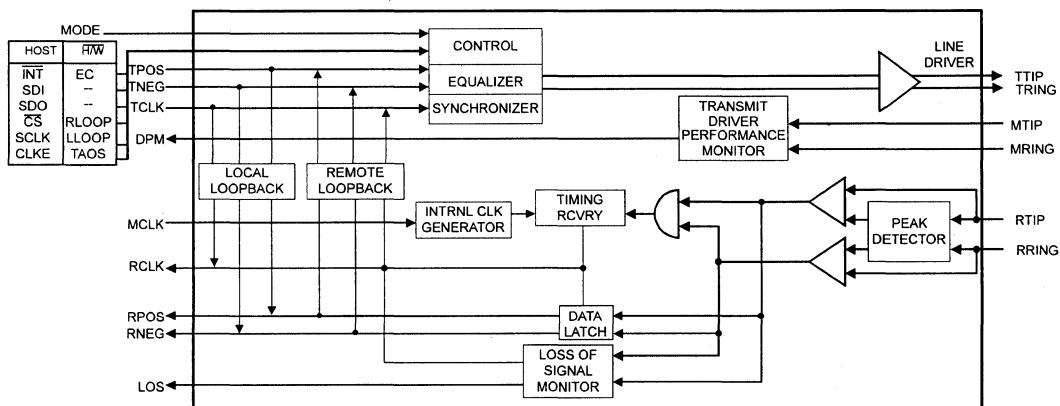 MODE
HOST H/W
INT EC
SDI --
SDO --
CS RLOOP
SCLK LLOOP
CLKE TAOS
TPOS
TNEG
TCLK
DPM
CONTROL
EQUALIZER
SYNCHRONIZER
LINE
DRIVER
TTIP
TRING
TRANSMIT
DRIVER
PERFORMANCE
MONITOR
MTIP
MRING
LOCAL
LOOPBACK
REMOTE
LOOPBACK
MCLK
INTRNL CLK
GENERATOR
TIMING
RCVRY
PEAK
DETECTOR
RTIP
RRING
RCLK
RPOS
RNEG
DATA
LATCH
LOSS OF
SIGNAL
MONITOR
LOS